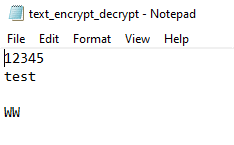 text_encrypt_decrypt - Notepad
File Edit Format View Help
12345
test
WW